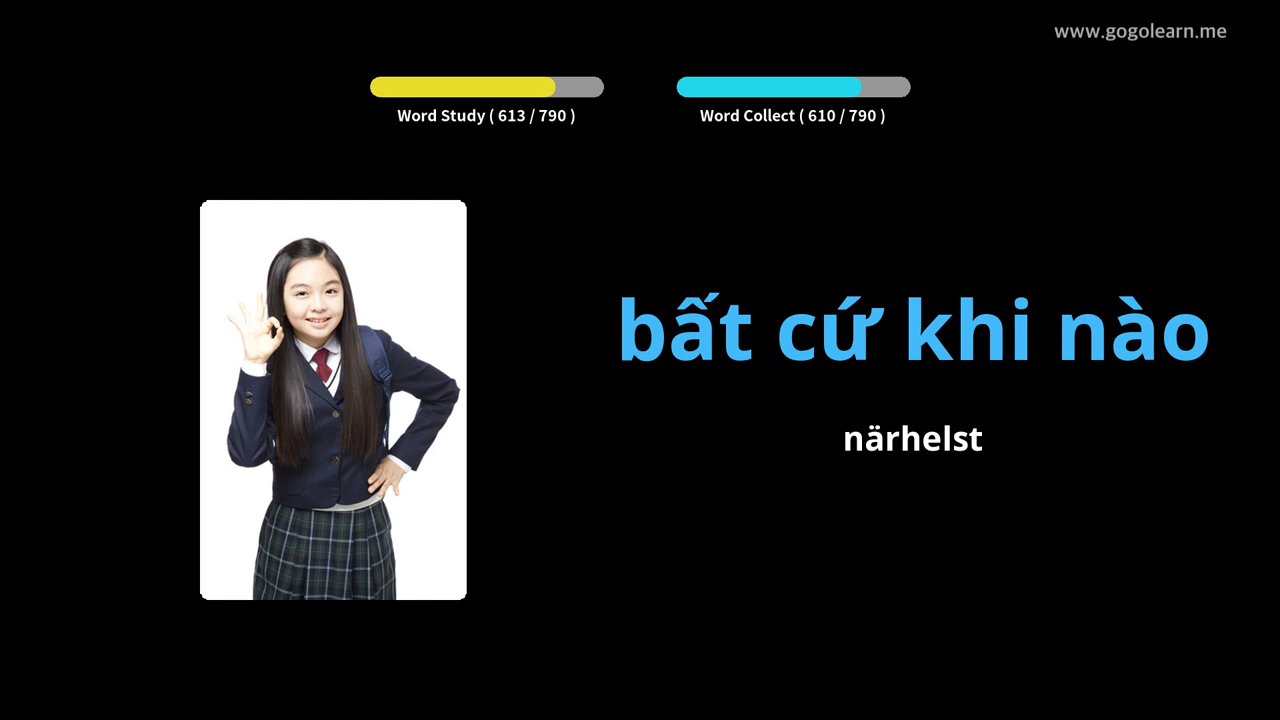 www.gogolearn.me
Word Study ( 613 / 790 )
Word Collect ( 610 / 790 )
bất cứ khi nào
närhelst